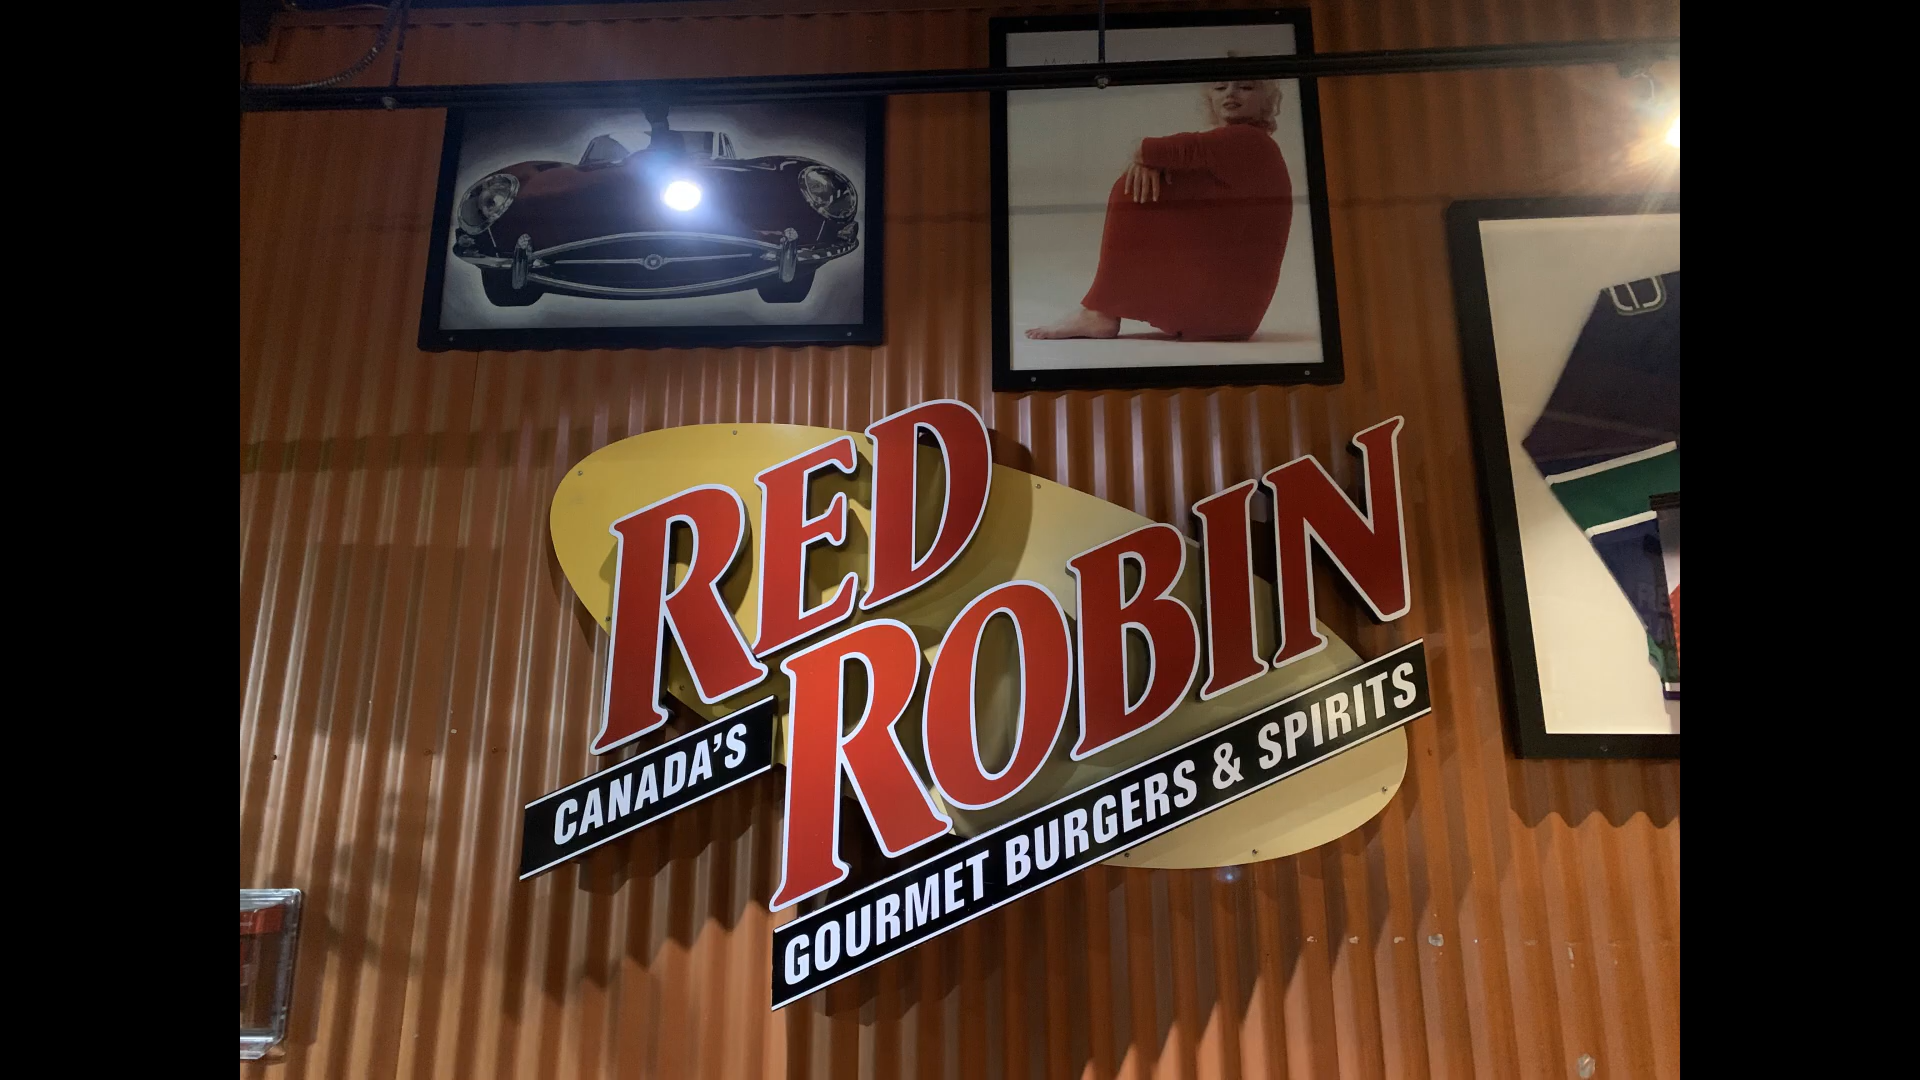 RED
ROBIN
CANADA'S
GOURMET BURGERS & SPIRITS